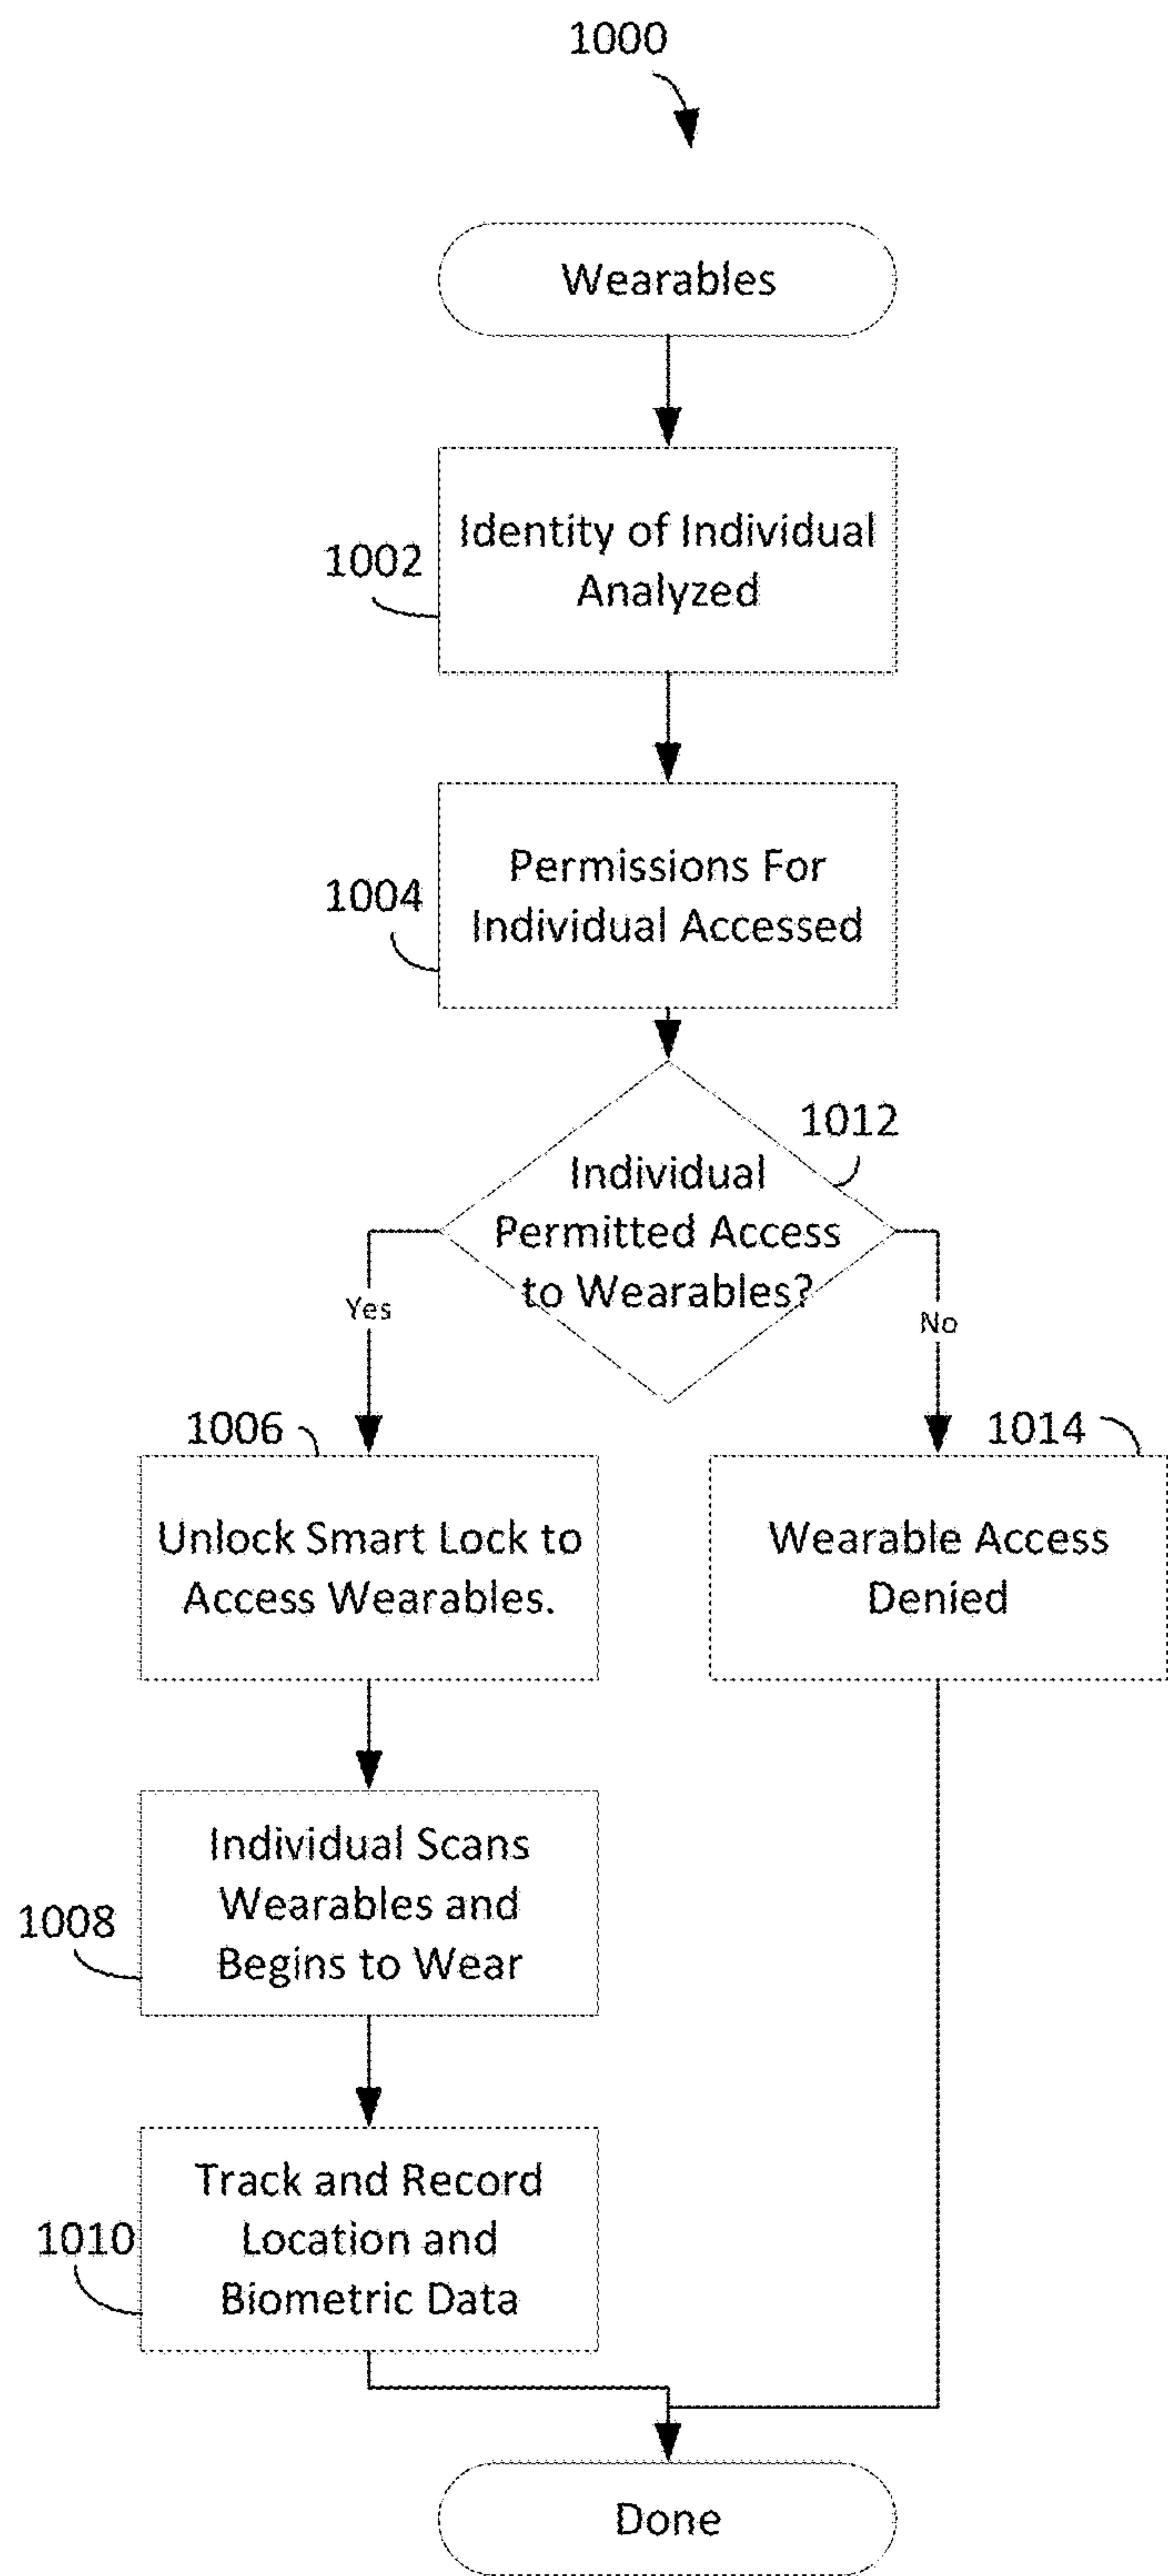 1000
Wearables
Identity of Individual
Analyzed
1002
Permissions For
Individual Accessed
1004
1012
Individual
Permitted Access
to Wearables?
Yes
No
1006
1014
Unlock Smart Lock to
Access Wearables.
Wearable Access
Denied
Individual Scans
Wearables and
Begins to Wear
1008
Track and Record
Location and
Biometric Data
1010
Done